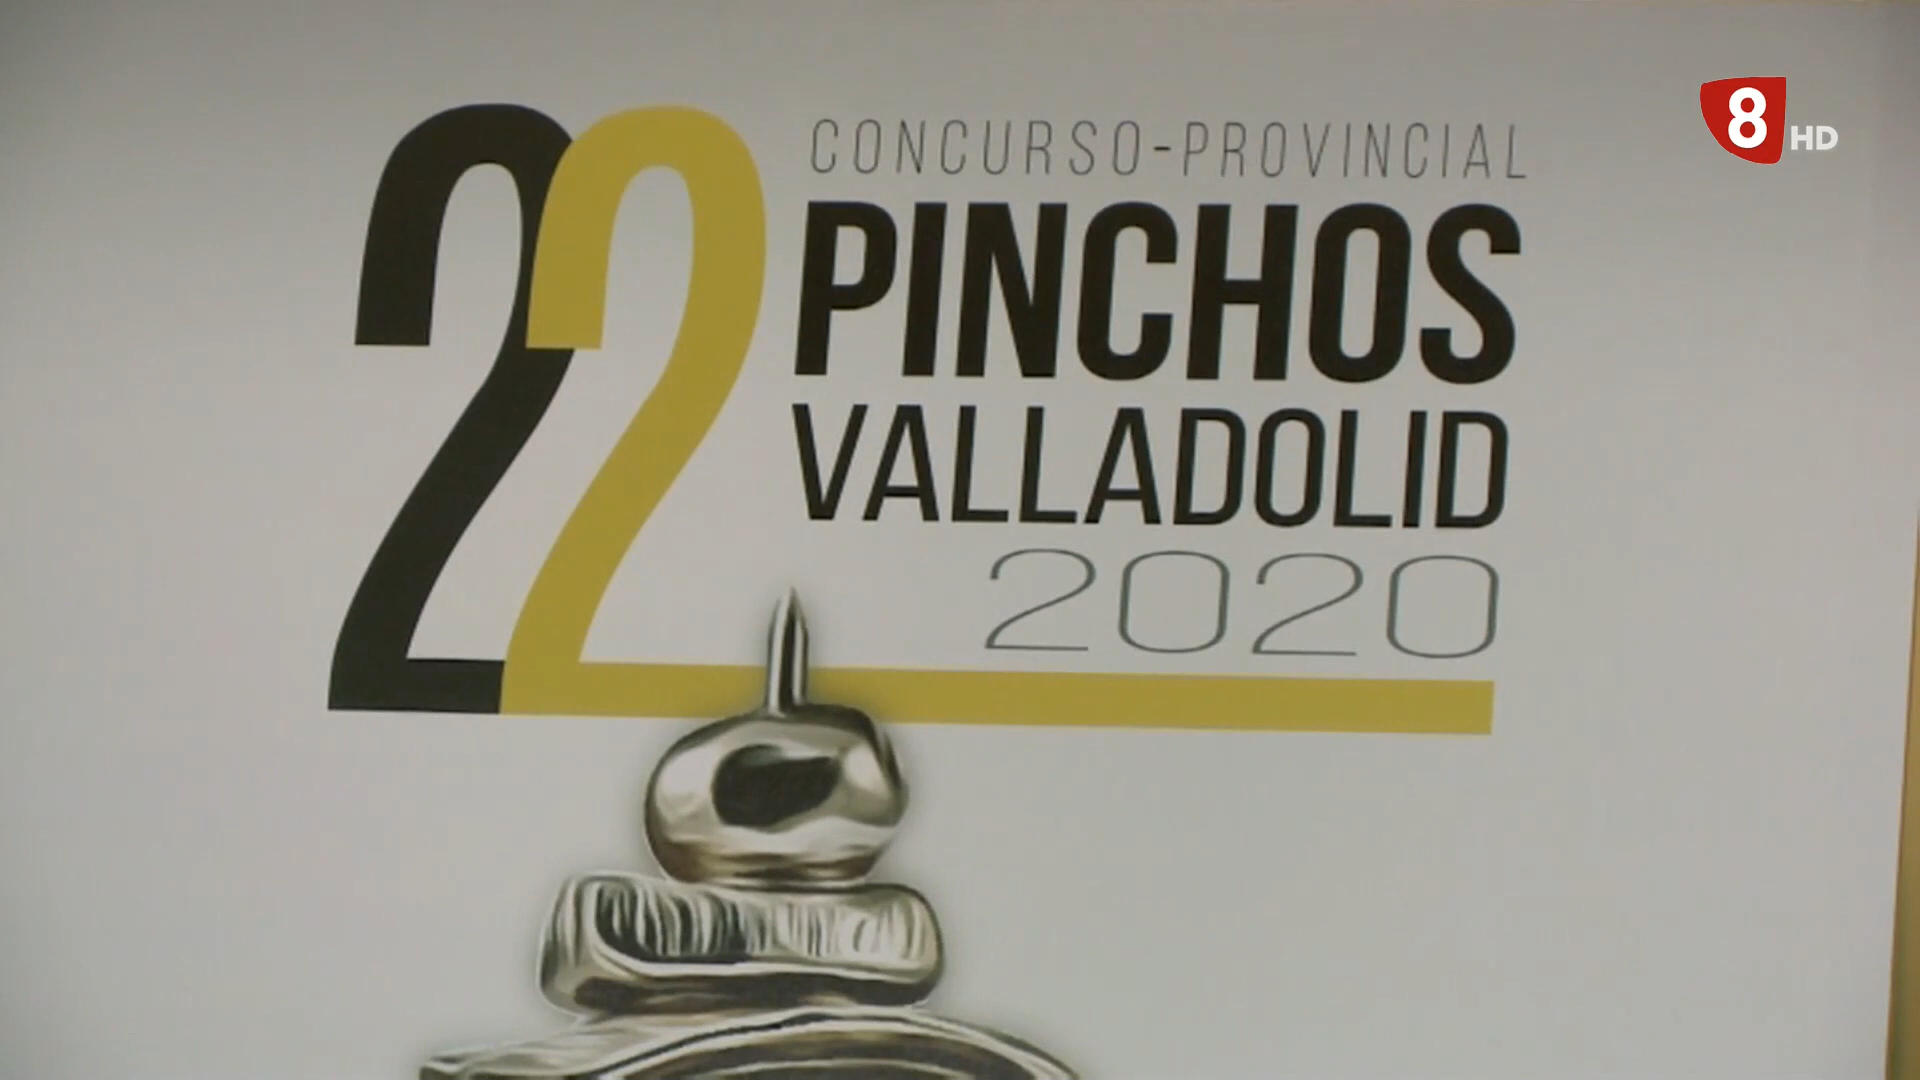 22
CONCURSO-PROVINCIAL
PINCHOS
VALLADOLID
2020
8 HD